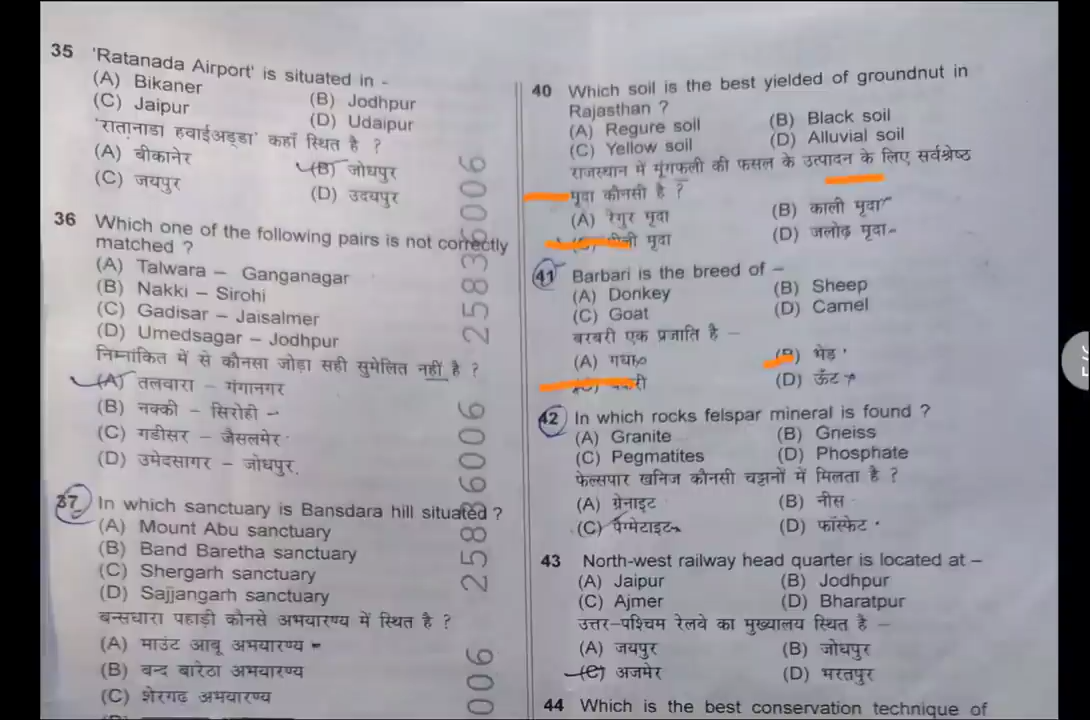 35 'Ratanada Airport' is situated in -
(A) Bikaner
(B) Jodhpur
(C) Jaipur
(D) Udaipur
'रातानाडा हवाईअड्डा' कहाँ स्थित है ?
(A) बीकानेर
(B) जोधपुर
(C) जयपुर
(D) उदयपुर
36 Which one of the following pairs is not correctly
matched ?
(A) Talwara – Ganganagar
(B) Nakki – Sirohi
(C) Gadisar – Jaisalmer
(D) Umedsagar – Jodhpur
निम्नांकित में से कौनसा जोड़ा सही सुमेलित नहीं है ?
(A) तलवारा – गंगानगर
(B) नक्की – सिरोही
(C) गडीसर – जैसलमेर
(D) उमेदसागर – जोधपुर
37 In which sanctuary is Bansdara hill situated ?
(A) Mount Abu sanctuary
(B) Band Baretha sanctuary
(C) Shergarh sanctuary
(D) Sajjangarh sanctuary
बन्सधारा पहाड़ी कौनसे अभयारण्य में स्थित है ?
(A) माउंट आबू अभयारण्य
(B) बन्द बारेठा अभयारण्य
(C) शेरगढ अभयारण्य
25836006
25836006
006
40 Which soil is the best yielded of groundnut in
Rajasthan ?
(A) Regure soil
(B) Black soil
(C) Yellow soil
(D) Alluvial soil
राजस्थान में मूंगफली की फसल के उत्पादन के लिए सर्वश्रेष्ठ
मृदा कौनसी है ?
(A) रेगुर मृदा
(B) काली मृदा
मृदा
(D) जलोढ़ मृदा
41 Barbari is the breed of –
(A) Donkey
(B) Sheep
(C) Goat
(D) Camel
बरबरी एक प्रजाति है –
(A) गधा
(B) भेड़
(D) ऊँट
42 In which rocks felspar mineral is found ?
(A) Granite
(B) Gneiss
(C) Pegmatites
(D) Phosphate
फेल्सपार खनिज कौनसी चट्टानों में मिलता है ?
(A) ग्रेनाइट
(B) नीस
(C) पैग्मेटाइट
(D) फॉस्फेट
43 North-west railway head quarter is located at –
(A) Jaipur
(B) Jodhpur
(C) Ajmer
(D) Bharatpur
उत्तर-पश्चिम रेलवे का मुख्यालय स्थित है –
(A) जयपुर
(B) जोधपुर
(C) अजमेर
(D) भरतपुर
44 Which is the best conservation technique of